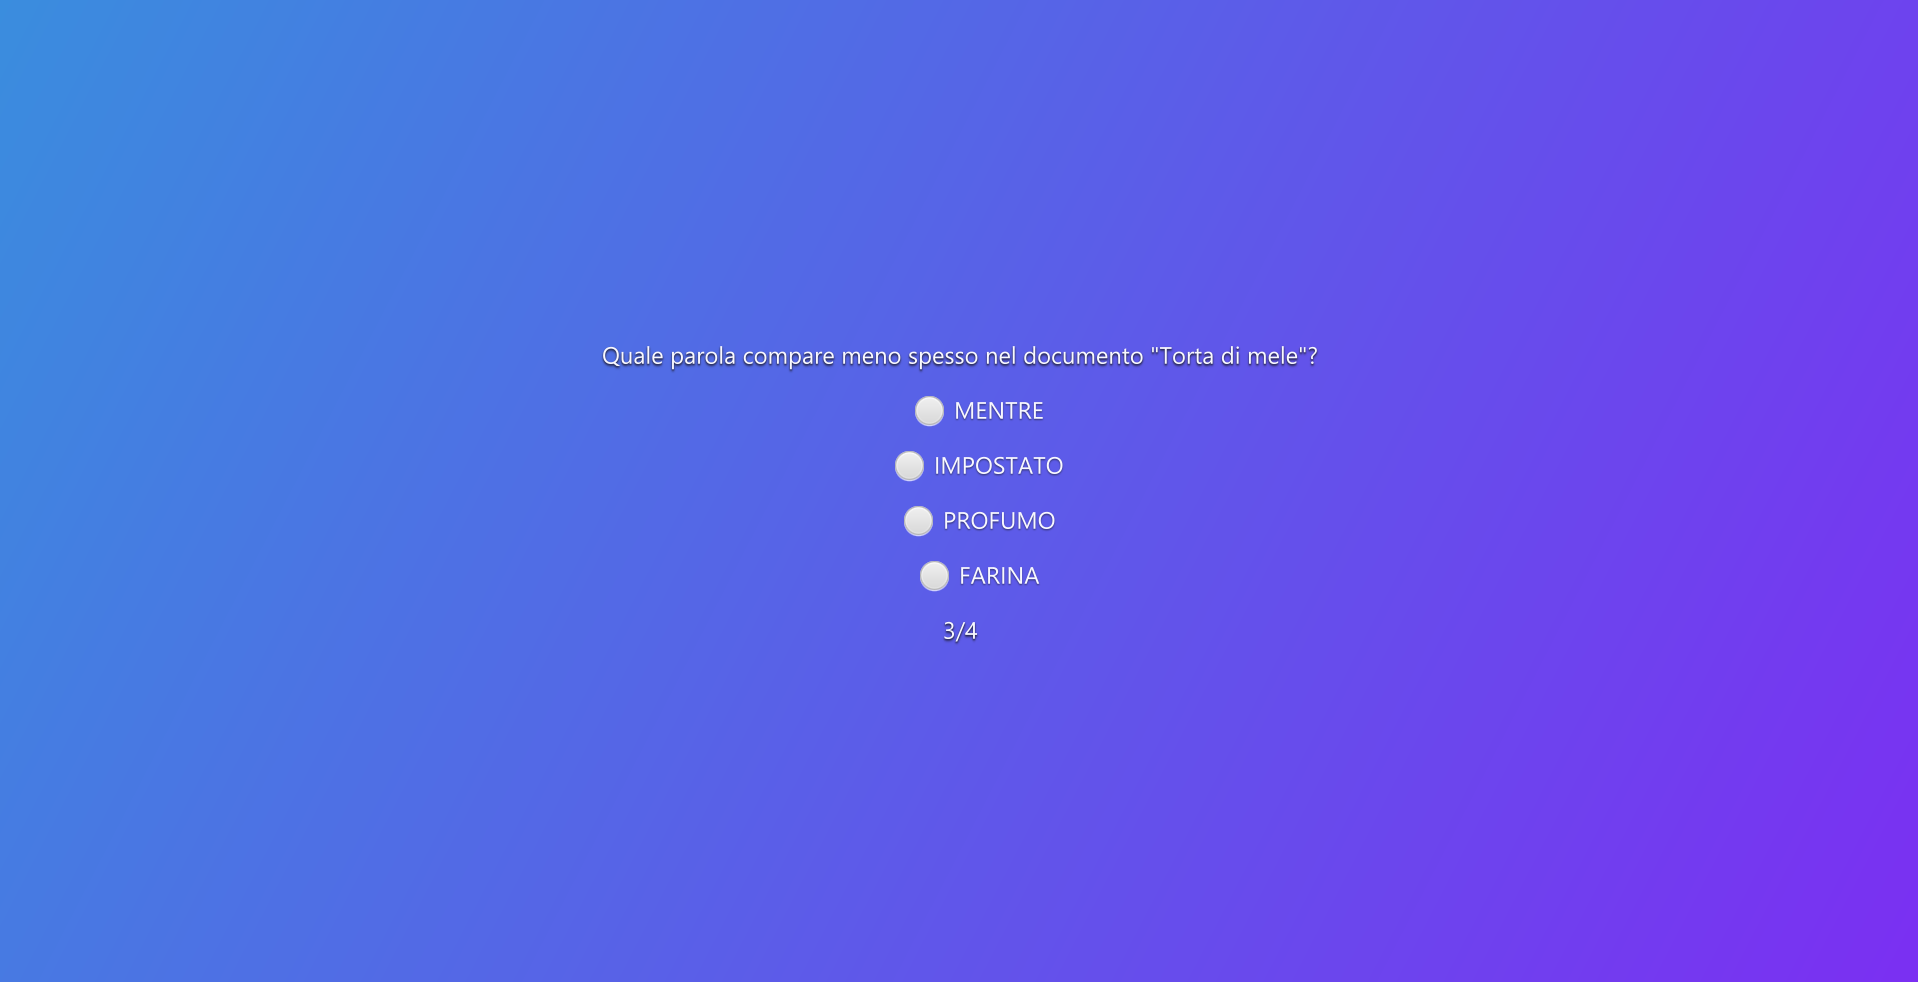 Quale parola compare meno spesso nel documento "Torta di mele"?
MENTRE
IMPOSTATO
PROFUMO
FARINA
3/4